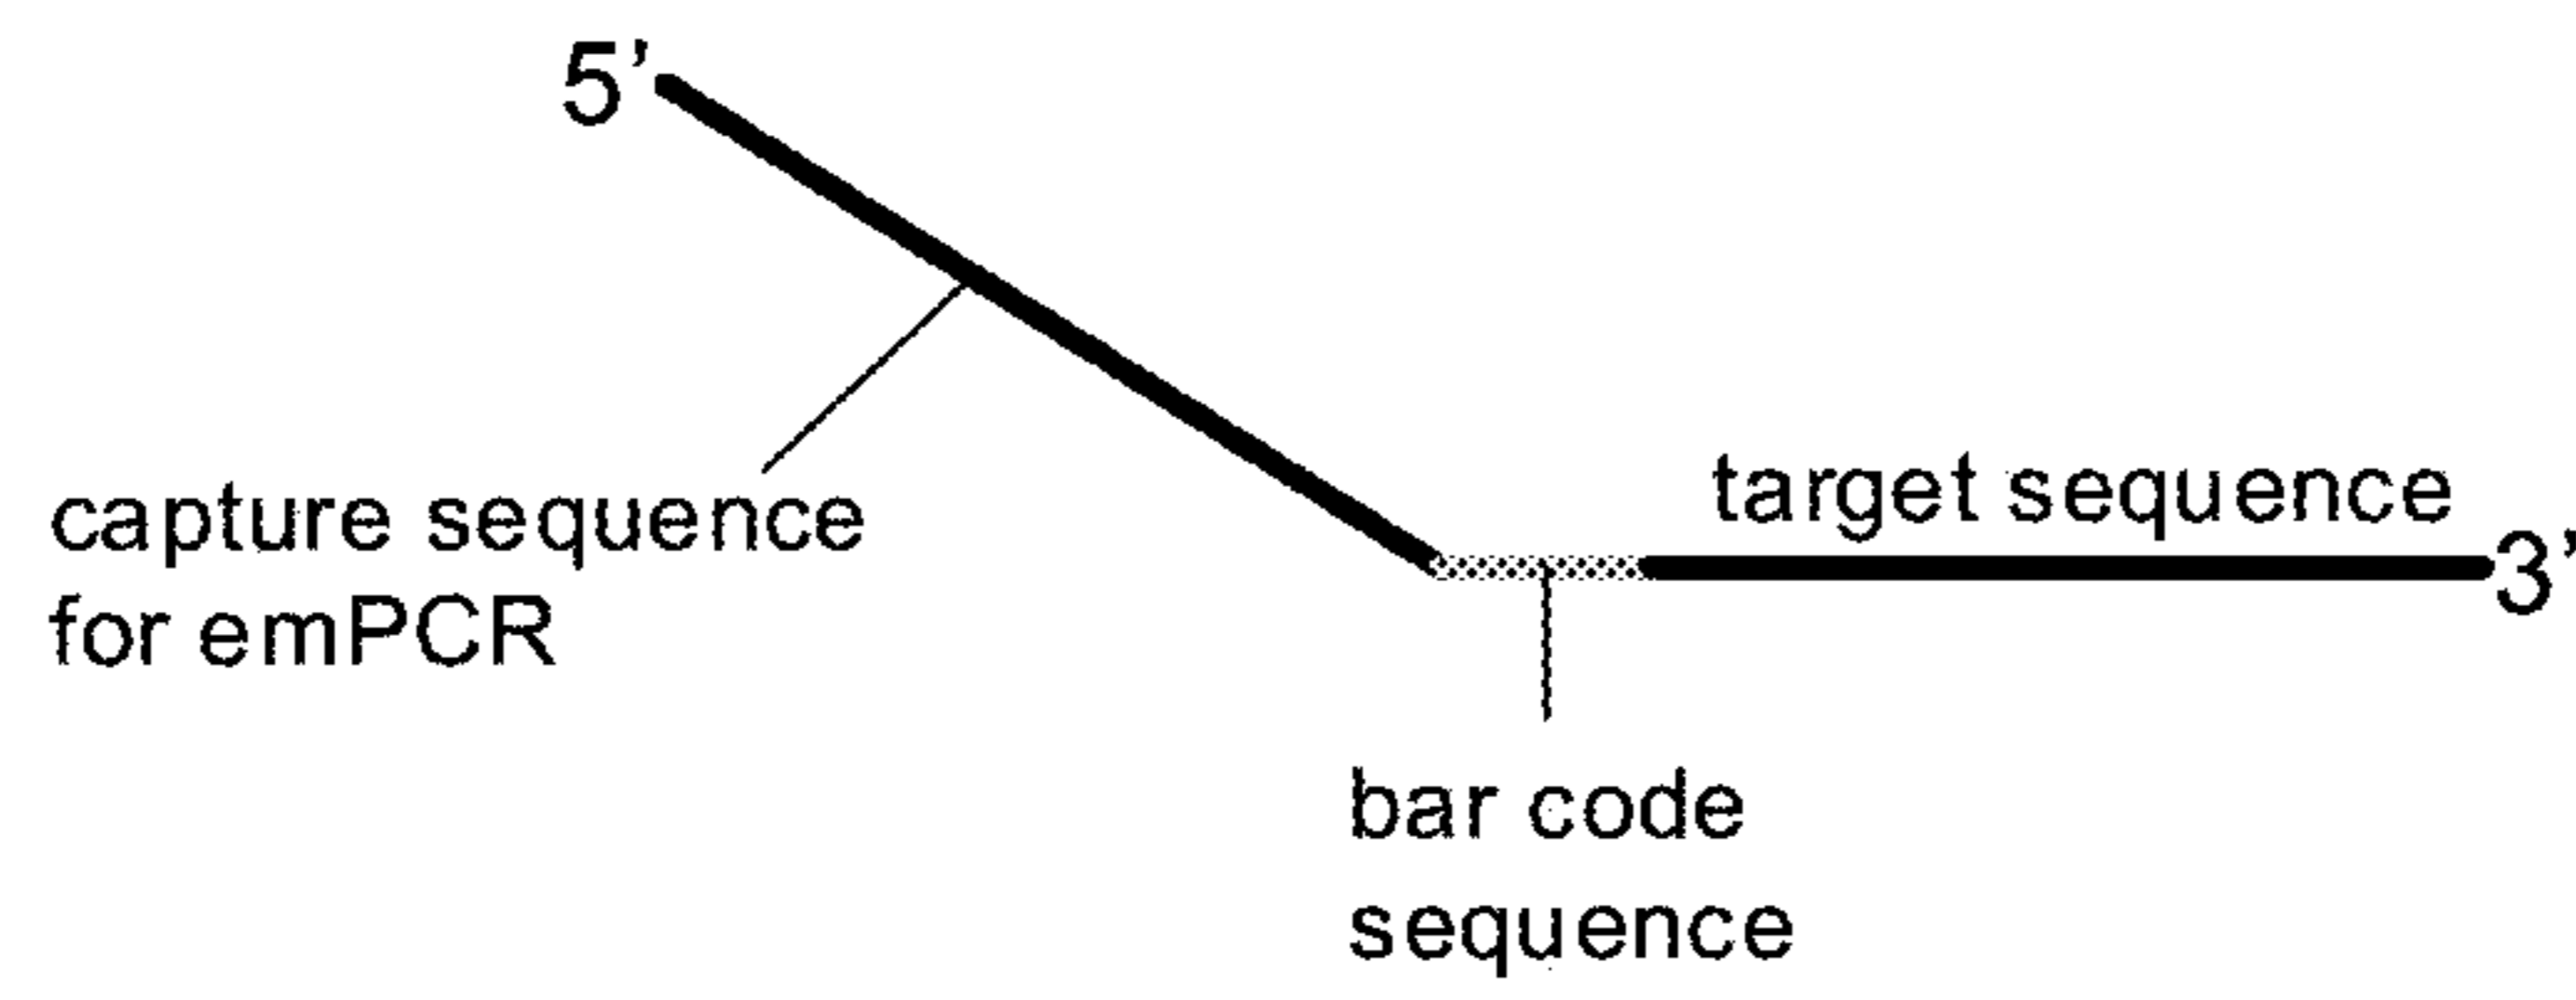 5’
capture sequence
for emPCR
target sequence
3’
bar code
sequence